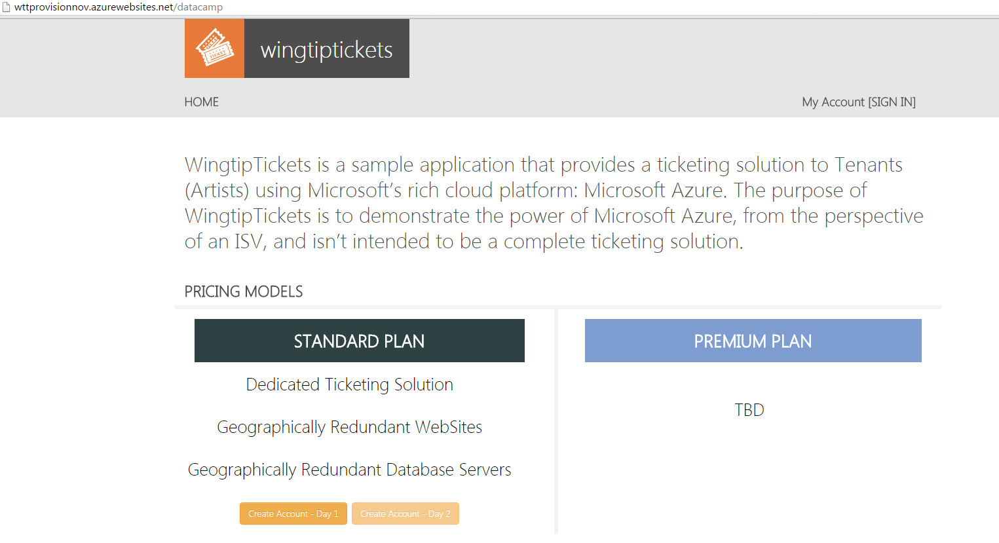 wttprovisionnov.azurewebsites.net/datacamp
TICKET
TICKET
wingtiptickets
HOME
My Account [SIGN IN]
WingtipTickets is a sample application that provides a ticketing solution to Tenants
(Artists) using Microsoft’s rich cloud platform: Microsoft Azure. The purpose of
WingtipTickets is to demonstrate the power of Microsoft Azure, from the perspective
of an ISV, and isn’t intended to be a complete ticketing solution.
PRICING MODELS
STANDARD PLAN
Dedicated Ticketing Solution
Geographically Redundant WebSites
Geographically Redundant Database Servers
Create Account - Day 1
Create Account - Day 2
PREMIUM PLAN
TBD